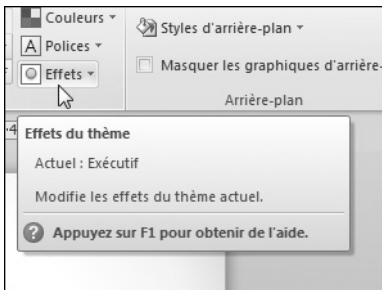 Couleurs
Styles d'arrière-plan
A Polices
Masquer les graphiques d'arrière-
Effets
Arrière-plan
4
Effets du thème
Actuel : Exécutif
Modifie les effets du thème actuel.
? Appuyez sur F1 pour obtenir de l'aide.